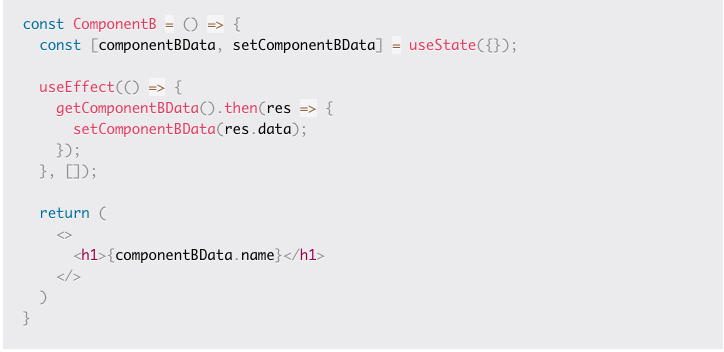 const ComponentB = () => {
  const [componentBData, setComponentBData] = useState({});

  useEffect(() => {
    getComponentBData().then(res => {
      setComponentBData(res.data);
    });
  }, []);

  return (
    <>
      <h1>{componentBData.name}</h1>
    </>
  )
}